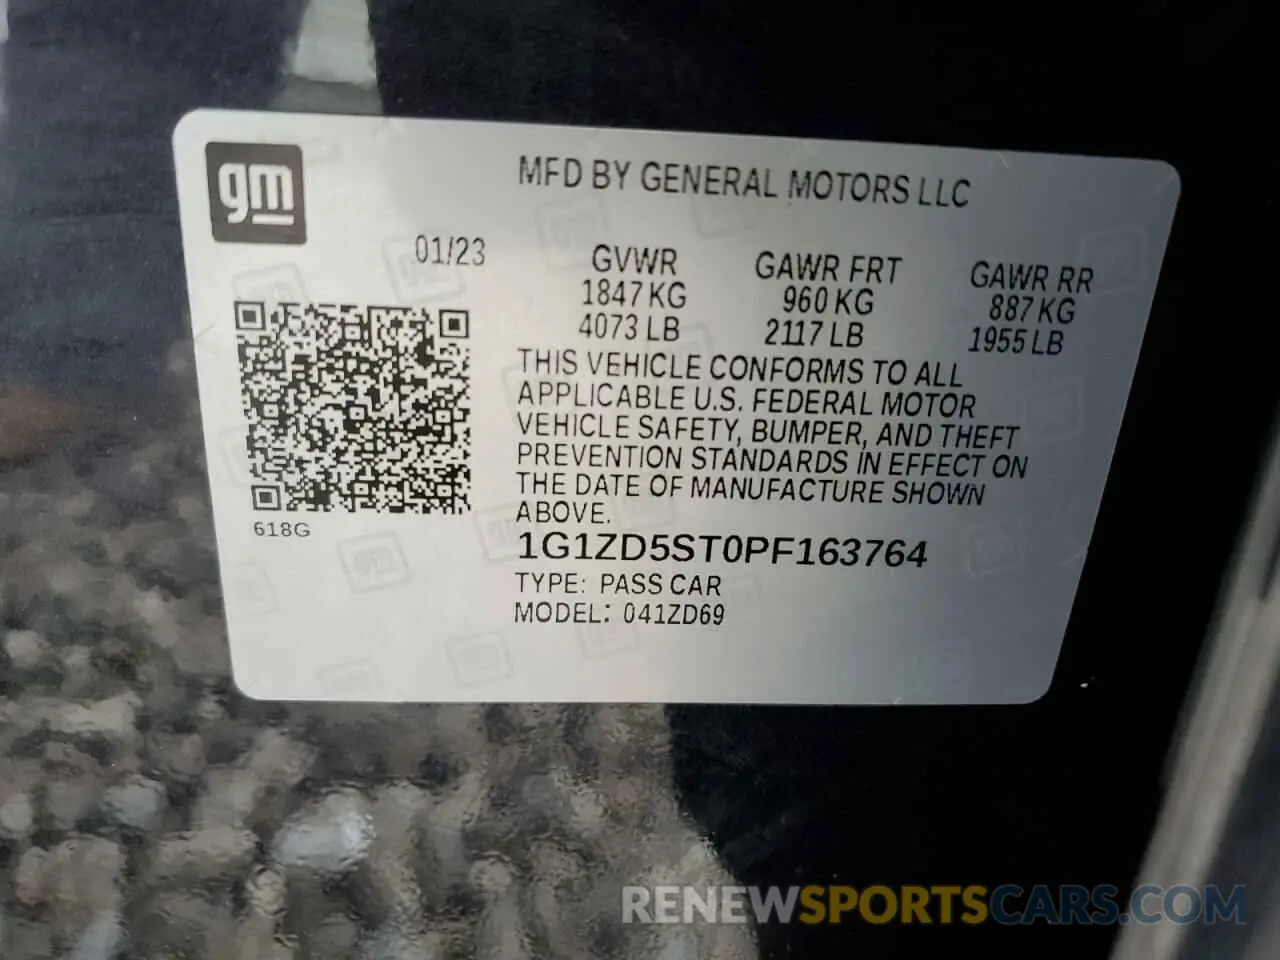 gm
MFD BY GENERAL MOTORS LLC
01/23
GVWR GAWR FRT GAWR RR
1847 KG 960 KG 887 KG
4073 LB 2117 LB 1955 LB
THIS VEHICLE CONFORMS TO ALL
APPLICABLE U.S. FEDERAL MOTOR
VEHICLE SAFETY, BUMPER, AND THEFT
PREVENTION STANDARDS IN EFFECT ON
THE DATE OF MANUFACTURE SHOWN
ABOVE.
618G
1G1ZD5ST0PF163764
TYPE: PASS CAR
MODEL: 041ZD69
RENEWSPORTSCARS.COM